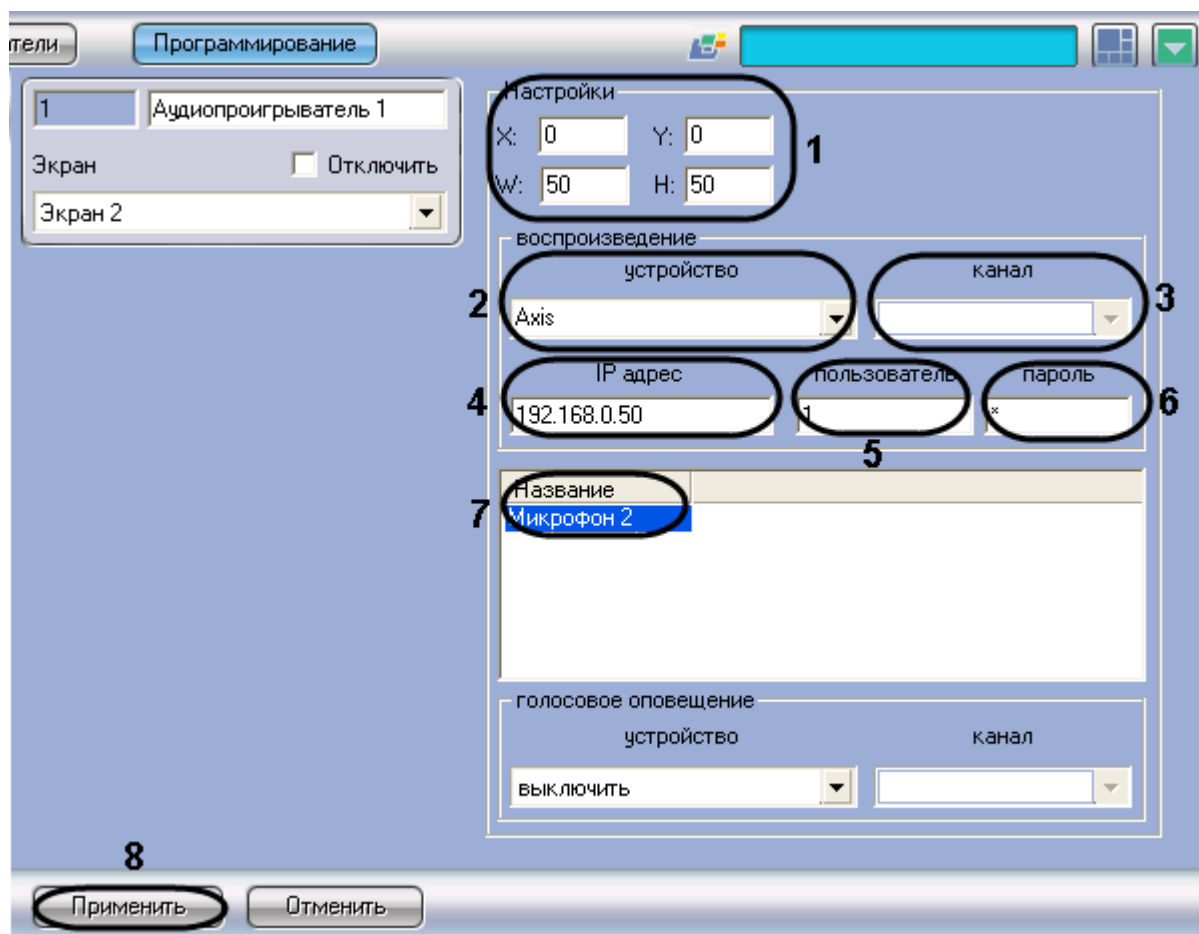 тели Программирование
1 Аудиопроигрыватель 1
Экран Отключить
Экран 2
Настройки
X: 0 Y: 0 1
W: 50 H: 50
воспроизведение
устройство канал
2 Axis 3
IP адрес пользователь пароль
4 192.168.0.50 1 * 6
5
Название
7 Микрофон 2
голосовое оповещение
устройство канал
выключить
8
Применить Отменить